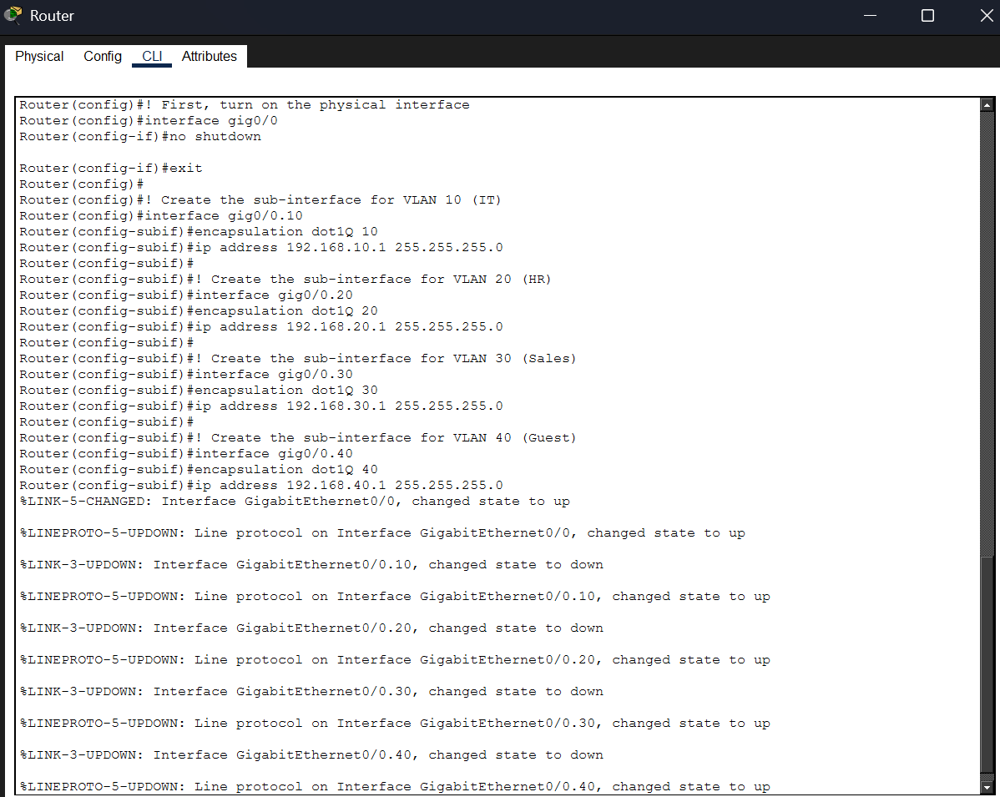 Router
Physical Config CLI Attributes
Router(config)#! First, turn on the physical interface
Router(config)#interface gig0/0
Router(config-if)#no shutdown
Router(config-if)#exit
Router(config)#
Router(config)#! Create the sub-interface for VLAN 10 (IT)
Router(config)#interface gig0/0.10
Router(config-subif)#encapsulation dot1Q 10
Router(config-subif)#ip address 192.168.10.1 255.255.255.0
Router(config-subif)#
Router(config-subif)#! Create the sub-interface for VLAN 20 (HR)
Router(config-subif)#interface gig0/0.20
Router(config-subif)#encapsulation dot1Q 20
Router(config-subif)#ip address 192.168.20.1 255.255.255.0
Router(config-subif)#
Router(config-subif)#! Create the sub-interface for VLAN 30 (Sales)
Router(config-subif)#interface gig0/0.30
Router(config-subif)#encapsulation dot1Q 30
Router(config-subif)#ip address 192.168.30.1 255.255.255.0
Router(config-subif)#
Router(config-subif)#! Create the sub-interface for VLAN 40 (Guest)
Router(config-subif)#interface gig0/0.40
Router(config-subif)#encapsulation dot1Q 40
Router(config-subif)#ip address 192.168.40.1 255.255.255.0
%LINK-5-CHANGED: Interface GigabitEthernet0/0, changed state to up
%LINEPROTO-5-UPDOWN: Line protocol on Interface GigabitEthernet0/0, changed state to up
%LINK-3-UPDOWN: Interface GigabitEthernet0/0.10, changed state to down
%LINEPROTO-5-UPDOWN: Line protocol on Interface GigabitEthernet0/0.10, changed state to up
%LINK-3-UPDOWN: Interface GigabitEthernet0/0.20, changed state to down
%LINEPROTO-5-UPDOWN: Line protocol on Interface GigabitEthernet0/0.20, changed state to up
%LINK-3-UPDOWN: Interface GigabitEthernet0/0.30, changed state to down
%LINEPROTO-5-UPDOWN: Line protocol on Interface GigabitEthernet0/0.30, changed state to up
%LINK-3-UPDOWN: Interface GigabitEthernet0/0.40, changed state to down
%LINEPROTO-5-UPDOWN: Line protocol on Interface GigabitEthernet0/0.40, changed state to up